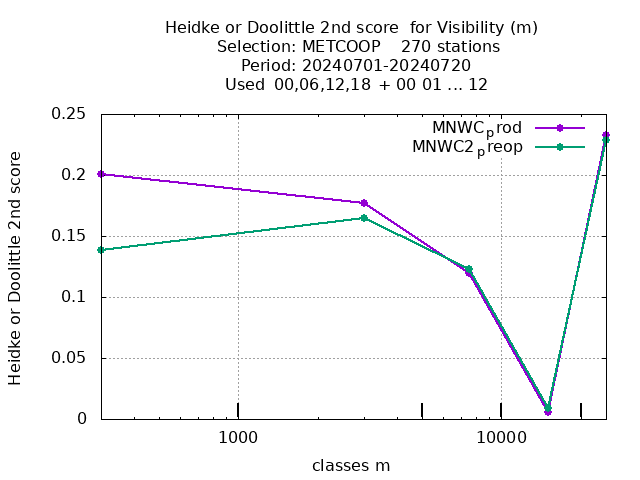 Heidke or Doolittle 2nd score  for Visibility (m)
Selection: METCOOP    270 stations
Period: 20240701-20240720
Used  00,06,12,18 + 00 01 ... 12
MNWCprod
MNWC2preop
0.25
0.2
0.15
0.1
0.05
0
Heidke or Doolittle 2nd score
1000
10000
classes m